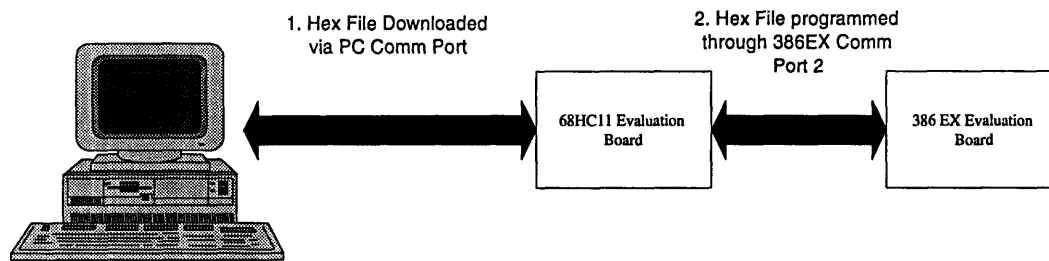 1. Hex File Downloaded
via PC Comm Port
2. Hex File programmed
through 386EX Comm
Port 2
68HC11 Evaluation
Board
386 EX Evaluation
Board